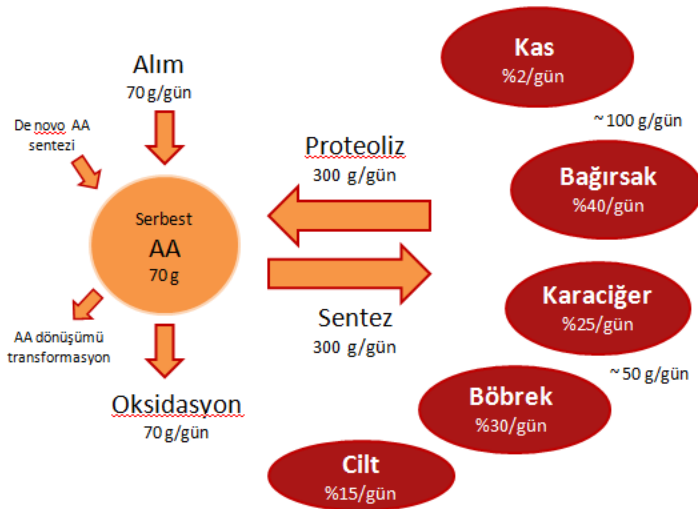 Alım
70 g/gün
De novo AA
sentezi
Serbest
AA
70 g
AA dönüşümü
transformasyon
Oksidasyon
70 g/gün
Proteoliz
300 g/gün
Sentez
300 g/gün
Kas
%2/gün
~ 100 g/gün
Bağırsak
%40/gün
Karaciğer
%25/gün
~ 50 g/gün
Böbrek
%30/gün
Cilt
%15/gün